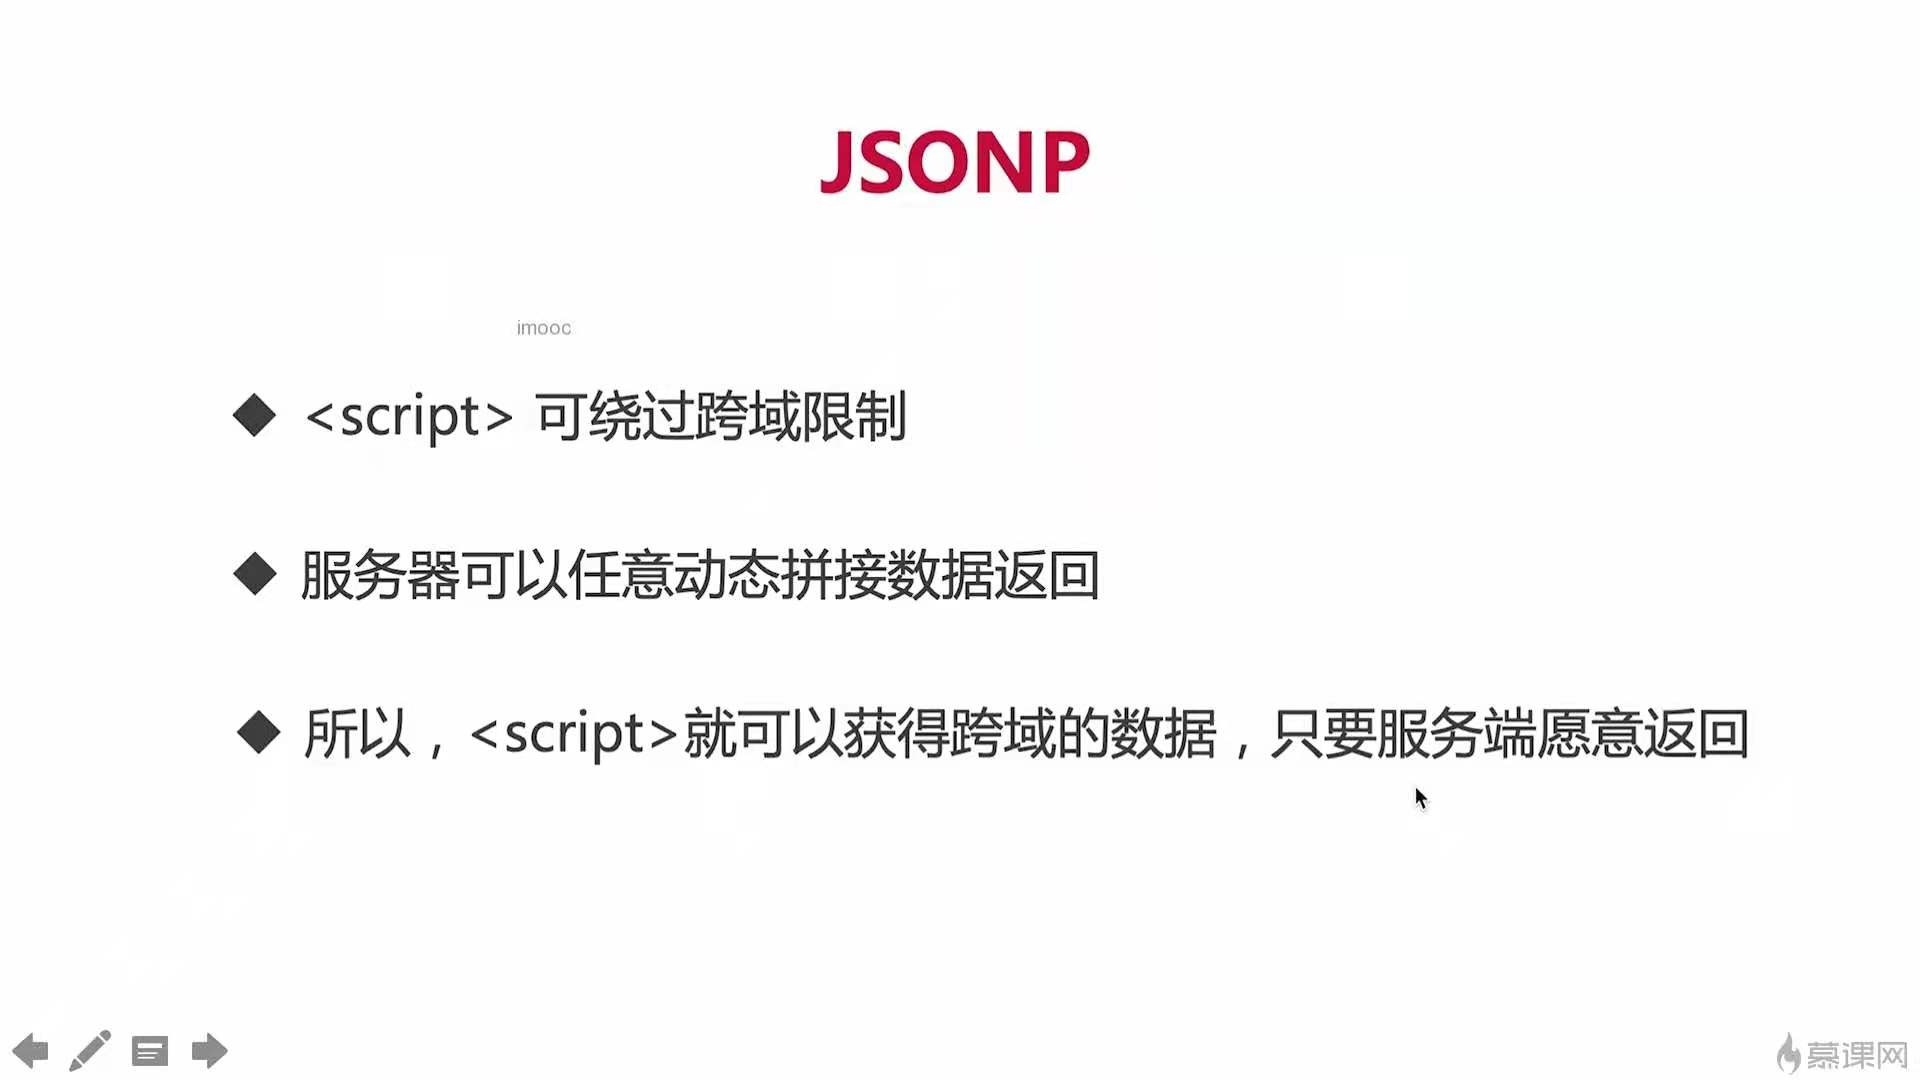 JSONP
imooc
<script> 可绕过跨域限制
服务器可以任意动态拼接数据返回
所以，<script>就可以获得跨域的数据，只要服务端愿意返回
慕课网